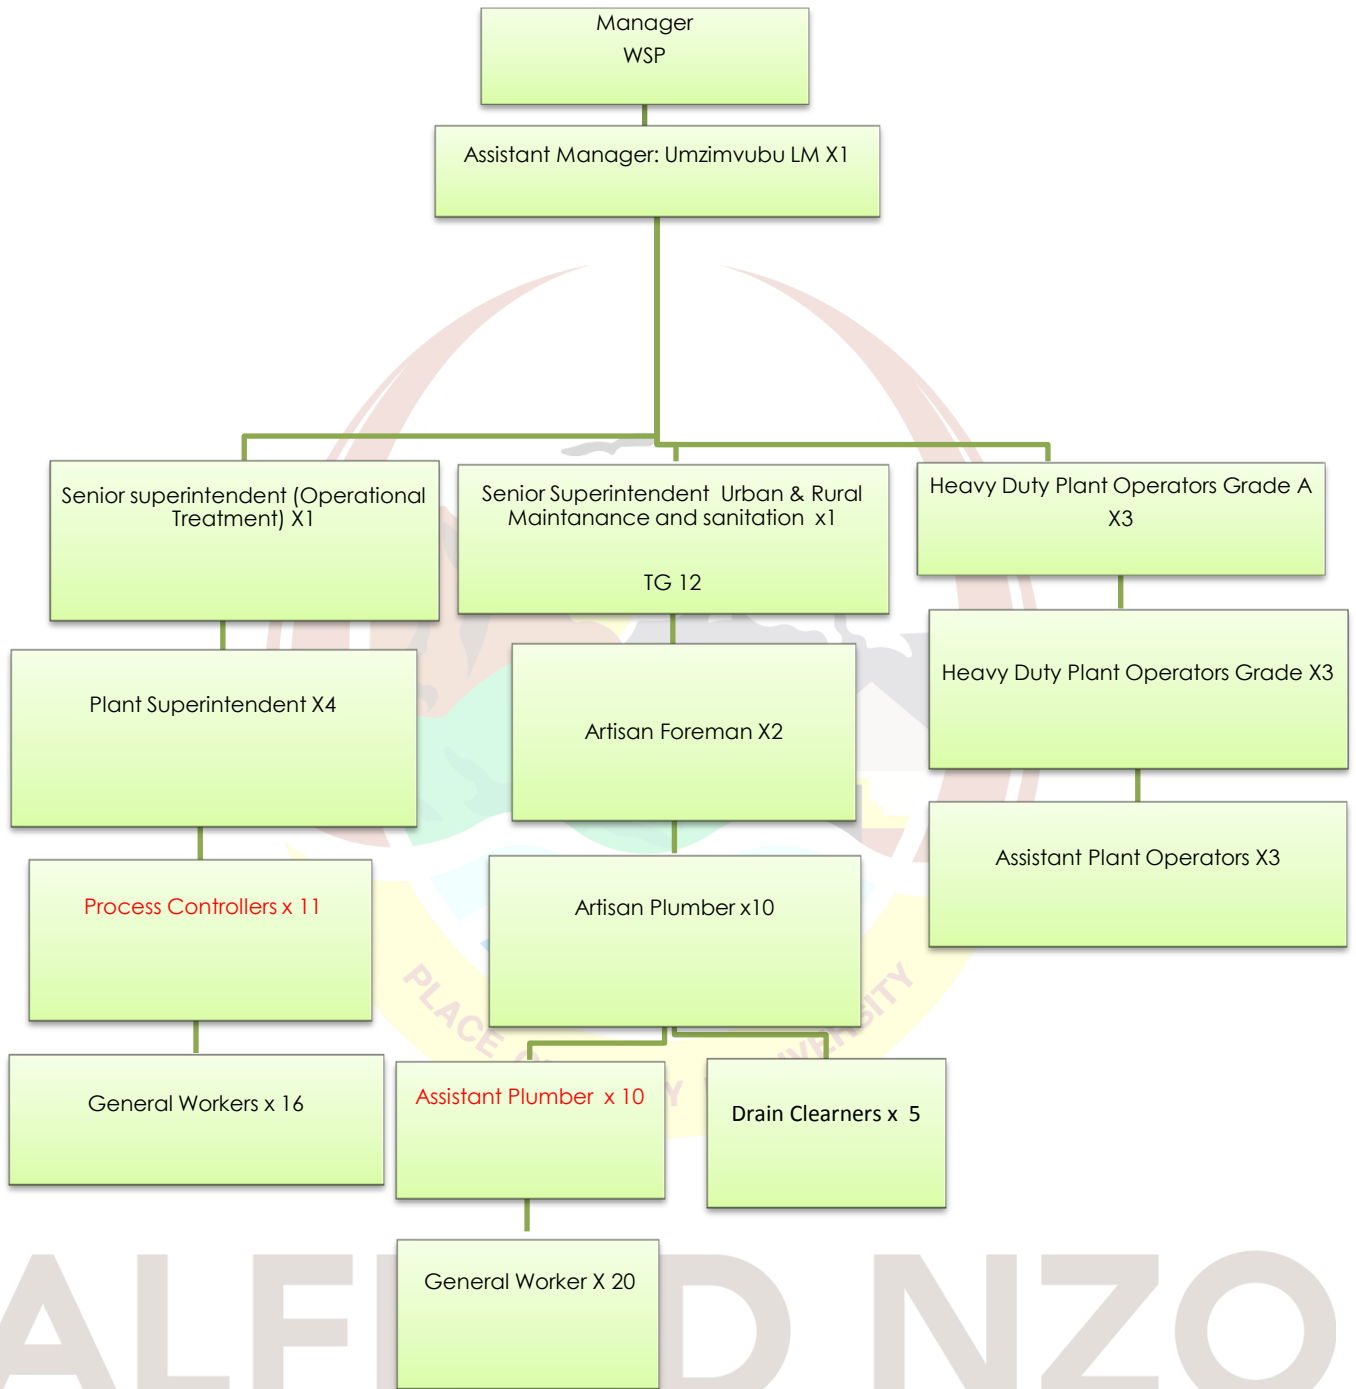 Manager
WSP
Assistant Manager: Umzimvubu LM X1
Senior superintendent (Operational
Treatment) X1
Senior Superintendent Urban & Rural
Maintanance and sanitation x1
TG 12
Heavy Duty Plant Operators Grade A
X3
Plant Superintendent X4
Artisan Foreman X2
Heavy Duty Plant Operators Grade X3
Process Controllers x 11
Artisan Plumber x10
Assistant Plant Operators X3
General Workers x 16
Assistant Plumber x 10
Drain Clearners x 5
General Worker X 20
PLACE
NZO